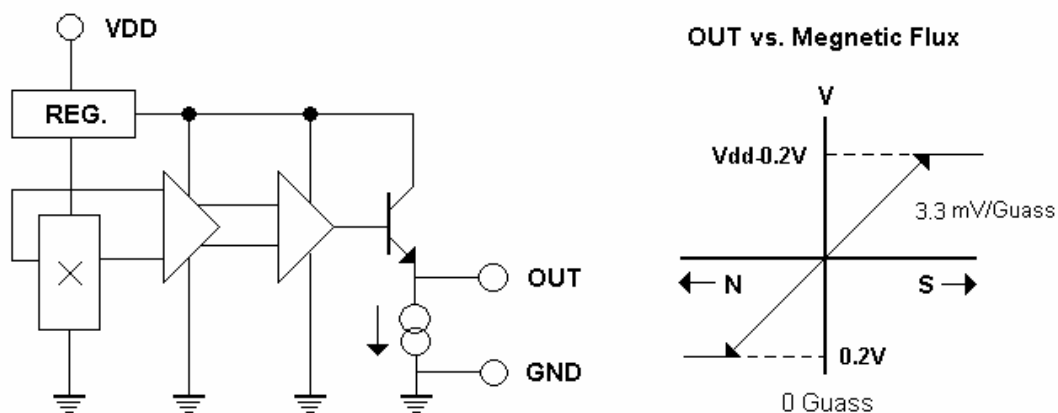 VDD
REG.
OUT
GND
OUT vs. Megnetic Flux
V
Vdd-0.2V
3.3 mV/Guass
N
S
0.2V
0 Guass